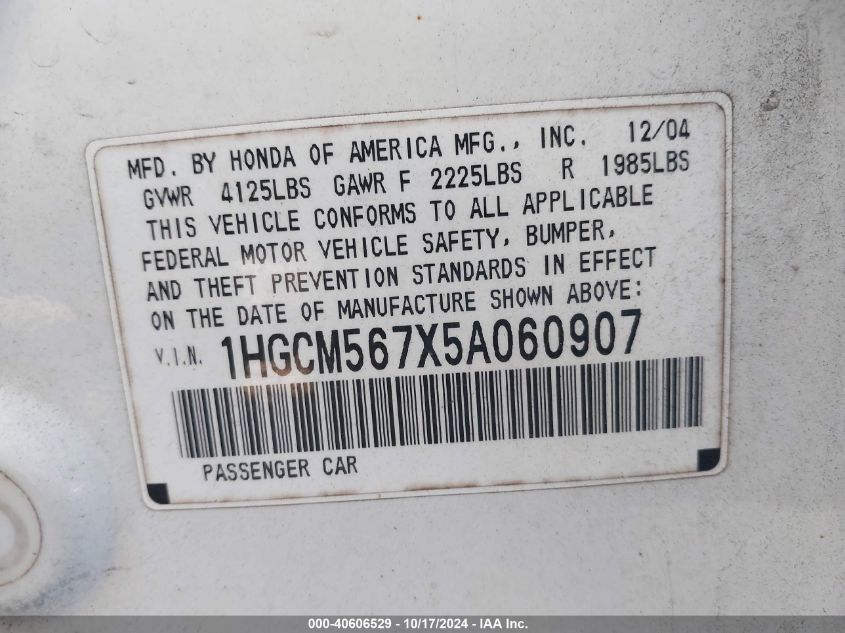 MFD. BY HONDA OF AMERICA MFG., INC. 12/04
GVWR 4125LBS GAWR F 2225LBS R 1985LBS
THIS VEHICLE CONFORMS TO ALL APPLICABLE
FEDERAL MOTOR VEHICLE SAFETY, BUMPER,
AND THEFT PREVENTION STANDARDS IN EFFECT
ON THE DATE OF MANUFACTURE SHOWN ABOVE:
V.I.N. 1HGCM567X5A060907
PASSENGER CAR
000-40606529 - 10/17/2024 - IAA Inc.